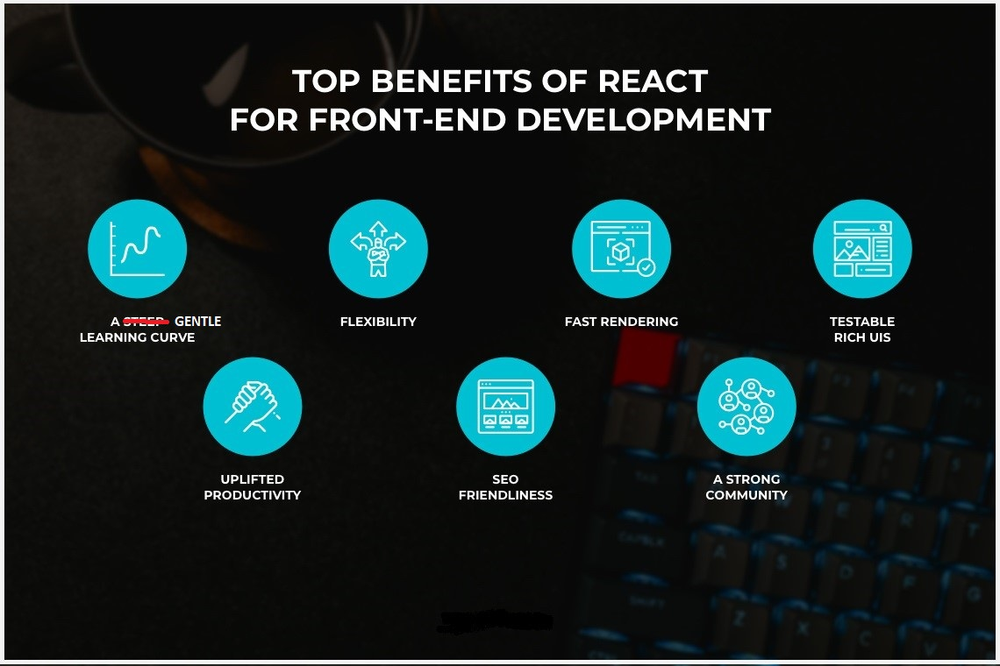 TOP BENEFITS OF REACT
FOR FRONT-END DEVELOPMENT
A STEEP GENTLE
LEARNING CURVE
FLEXIBILITY
FAST RENDERING
TESTABLE
RICH UIS
UPLIFTED
PRODUCTIVITY
SEO
FRIENDLINESS
A STRONG
COMMUNITY